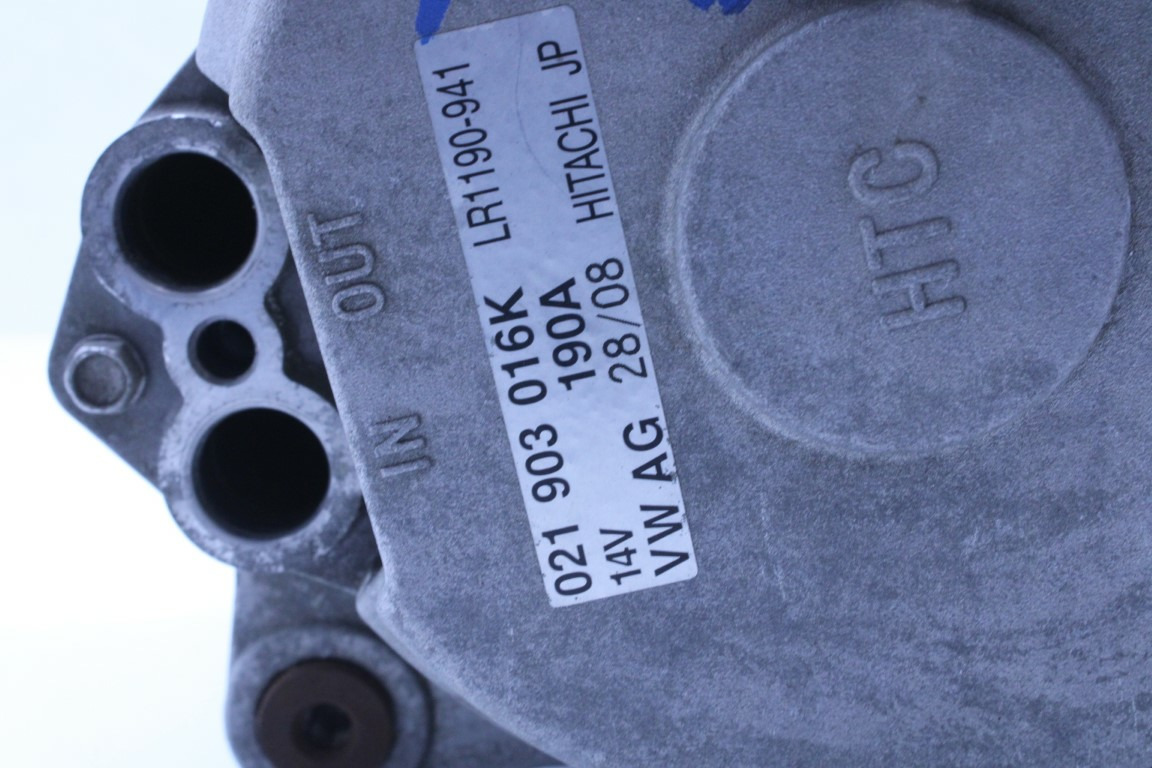 021 903 016K LR1190-941
14V 190A HITACHI JP
VW AG 28/08
IN OUT
HTC